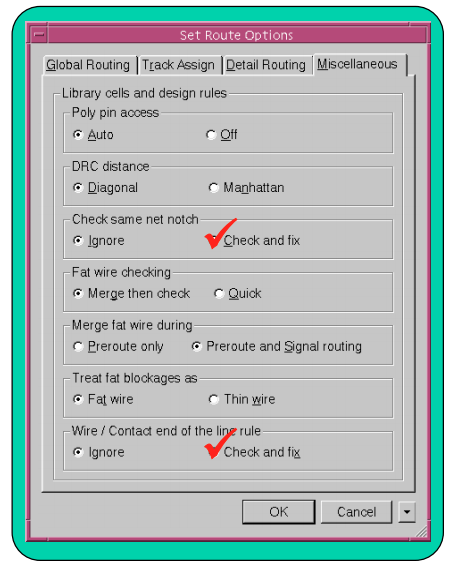 Set Route Options
Global Routing Track Assign Detail Routing Miscellaneous
Library cells and design rules
Poly pin access
Auto Off
DRC distance
Diagonal Manhattan
Check same net notch
Ignore Check and fix
Fat wire checking
Merge then check Quick
Merge fat wire during
Preroute only Preroute and Signal routing
Treat fat blockages as
Fat wire Thin wire
Wire / Contact end of the line rule
Ignore Check and fix
OK Cancel